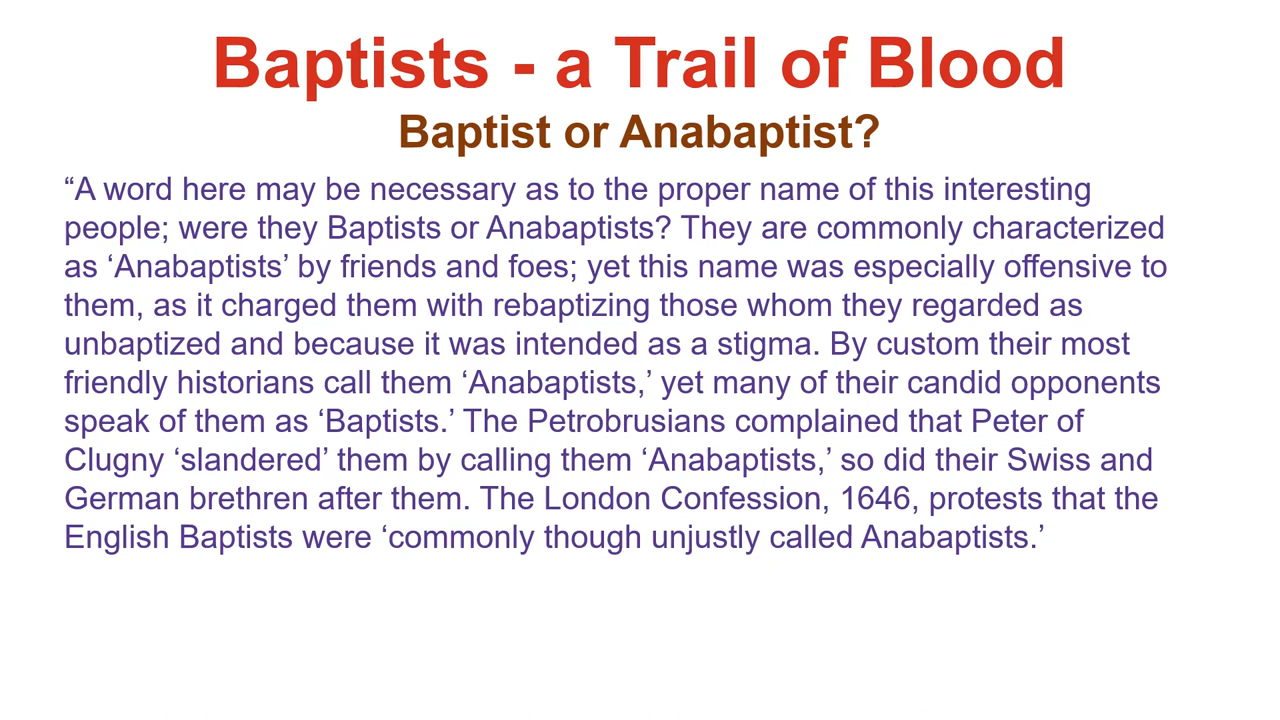 Baptists - a Trail of Blood
Baptist or Anabaptist?
“A word here may be necessary as to the proper name of this interesting
people; were they Baptists or Anabaptists? They are commonly characterized
as ‘Anabaptists’ by friends and foes; yet this name was especially offensive to
them, as it charged them with rebaptizing those whom they regarded as
unbaptized and because it was intended as a stigma. By custom their most
friendly historians call them ‘Anabaptists,’ yet many of their candid opponents
speak of them as ‘Baptists.’ The Petrobrusians complained that Peter of
Clugny ‘slandered’ them by calling them ‘Anabaptists,’ so did their Swiss and
German brethren after them. The London Confession, 1646, protests that the
English Baptists were ‘commonly though unjustly called Anabaptists.’